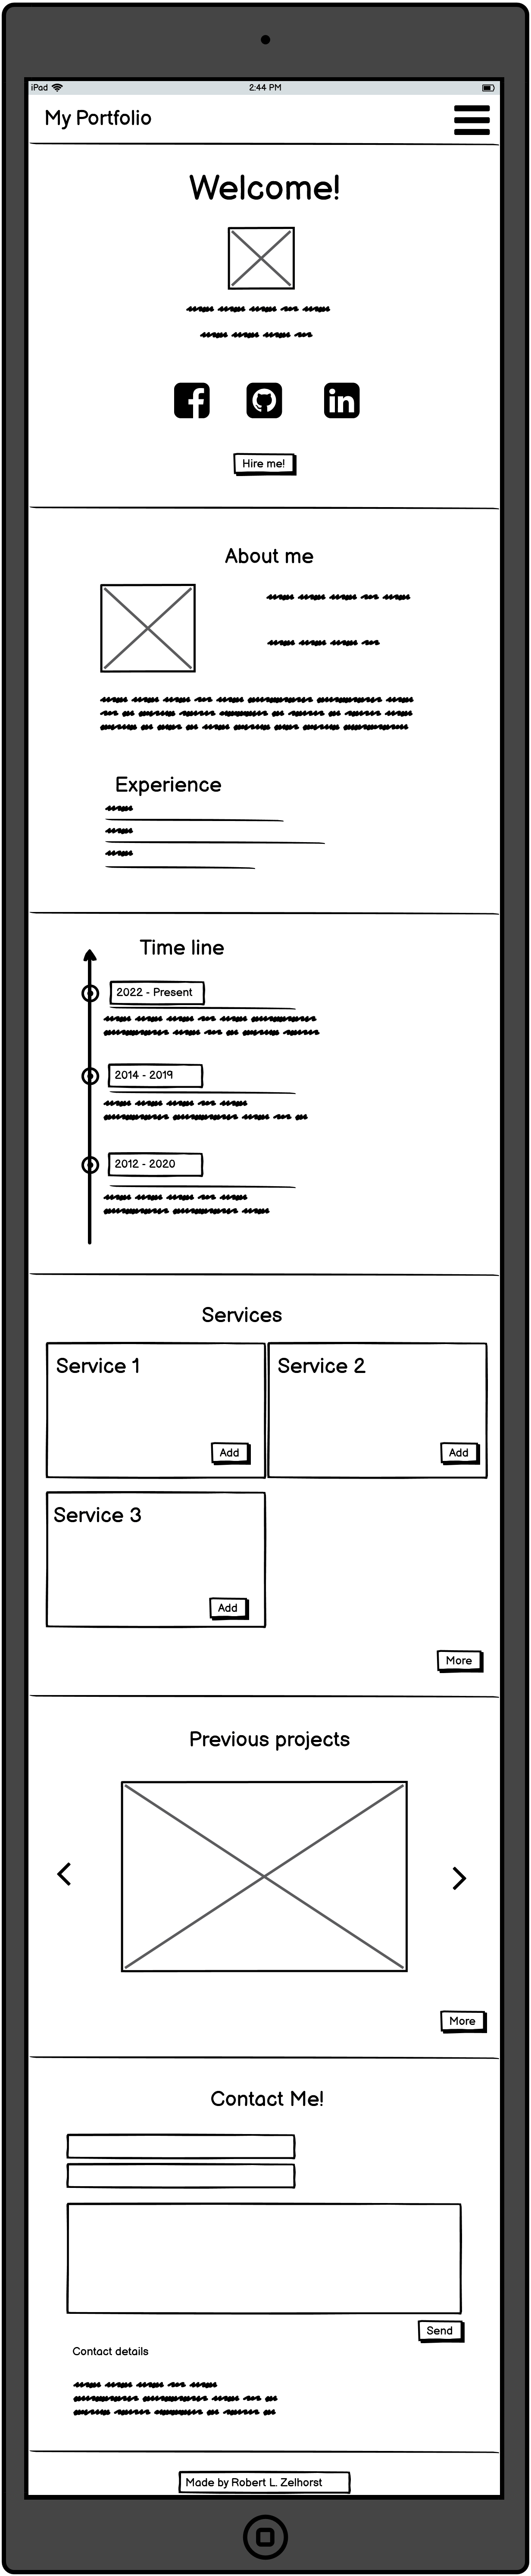 iPad 2:44 PM
My Portfolio
Welcome!
Hire me!
About me
Experience
Time line
2022 - Present
2014 - 2019
2012 - 2020
Services
Service 1
Service 2
Add
Add
Service 3
Add
More
Previous projects
More
Contact Me!
Send
Contact details
Made by Robert L. Zelhorst